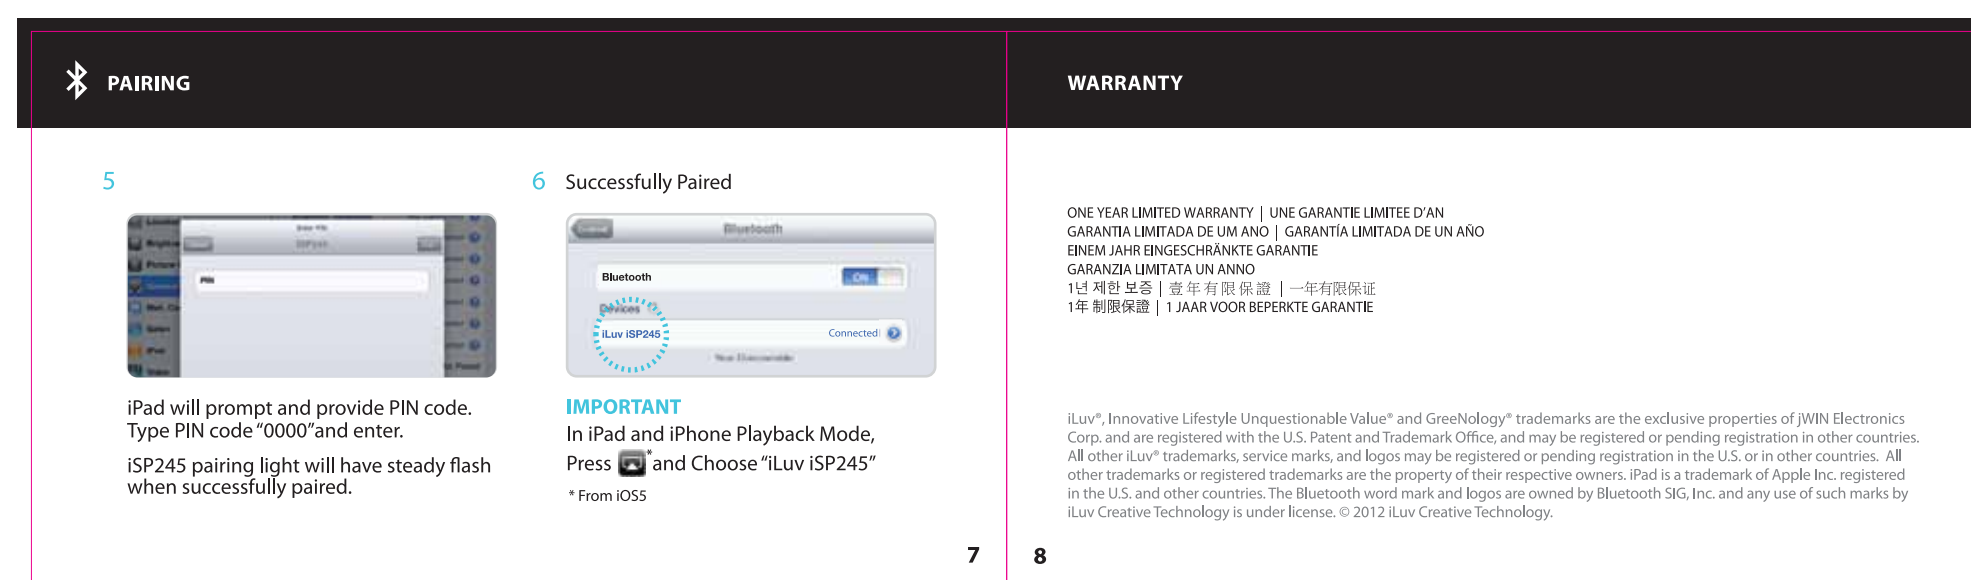 PAIRING
5
PIN
iPad will prompt and provide PIN code.
Type PIN code “0000”and enter.
iSP245 pairing light will have steady flash
when successfully paired.
6 Successfully Paired
Bluetooth
Bluetooth ON
Devices
iLuv iSP245 Connected
IMPORTANT
In iPad and iPhone Playback Mode,
Press *and Choose “iLuv iSP245”
* From iOS5
7
WARRANTY
ONE YEAR LIMITED WARRANTY | UNE GARANTIE LIMITEE D’AN
GARANTIA LIMITADA DE UM ANO | GARANTÍA LIMITADA DE UN AÑO
EINEM JAHR EINGESCHRÄNKTE GARANTIE
GARANZIA LIMITATA UN ANNO
1년 제한 보증 | 壹年有限保證 | 一年有限保证
1年 制限保證 | 1 JAAR VOOR BEPERKTE GARANTIE
iLuv®, Innovative Lifestyle Unquestionable Value® and GreeNology® trademarks are the exclusive properties of jWIN Electronics
Corp. and are registered with the U.S. Patent and Trademark Office, and may be registered or pending registration in other countries.
All other iLuv® trademarks, service marks, and logos may be registered or pending registration in the U.S. or in other countries. All
other trademarks or registered trademarks are the property of their respective owners. iPad is a trademark of Apple Inc. registered
in the U.S. and other countries. The Bluetooth word mark and logos are owned by Bluetooth SIG, Inc. and any use of such marks by
iLuv Creative Technology is under license. © 2012 iLuv Creative Technology.
8